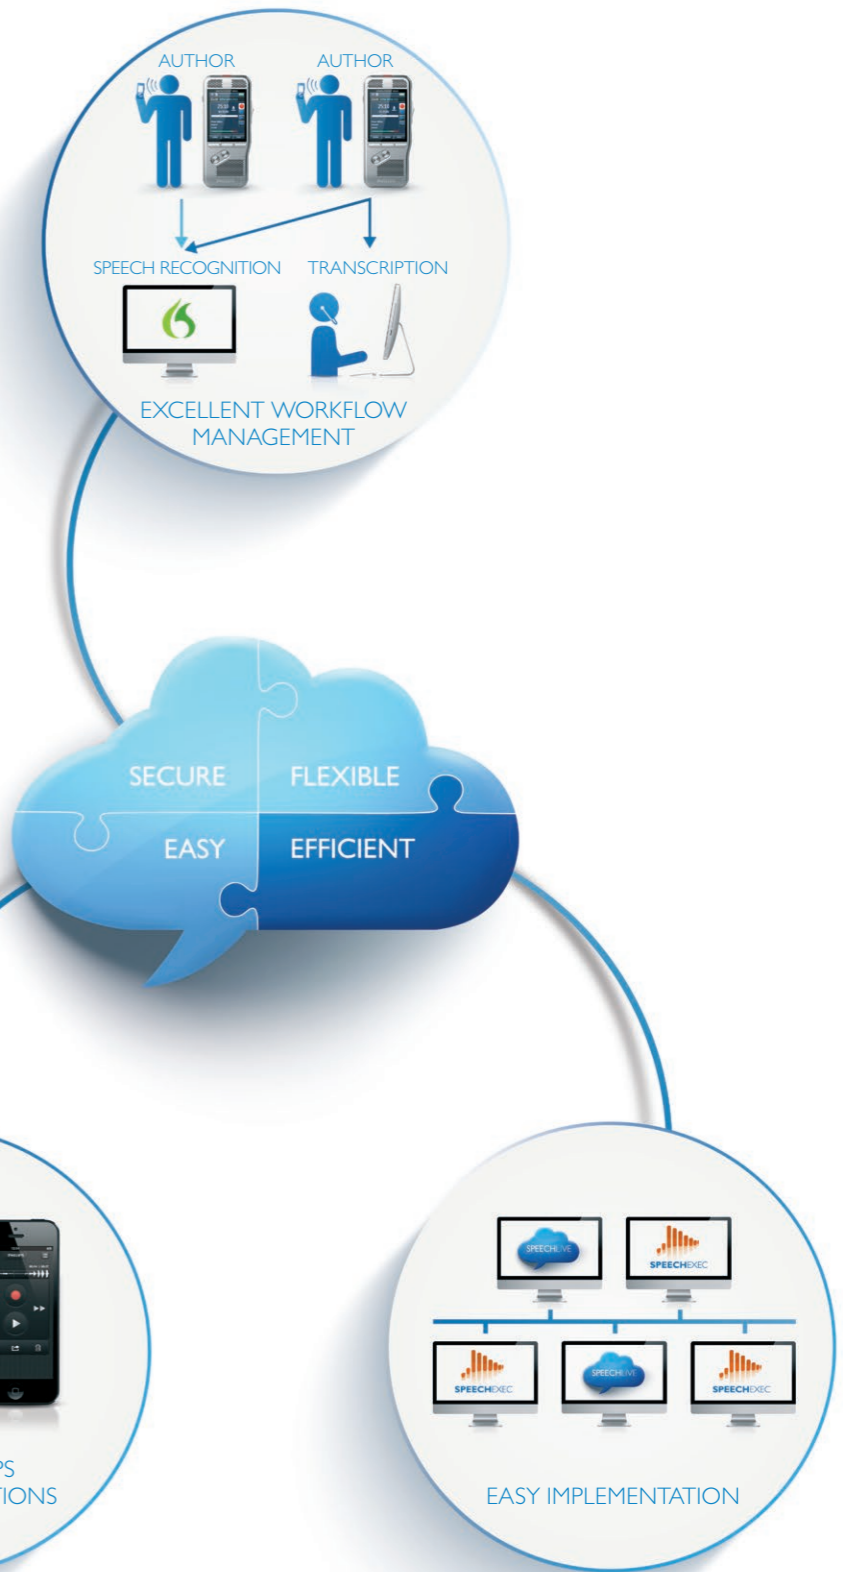 AUTHOR AUTHOR
SPEECH RECOGNITION TRANSCRIPTION
EXCELLENT WORKFLOW
MANAGEMENT
SECURE FLEXIBLE
EASY EFFICIENT
SPEECHLIVE SPEECHEXEC
SPEECHEXEC SPEECHLIVE SPEECHEXEC
EASY IMPLEMENTATION